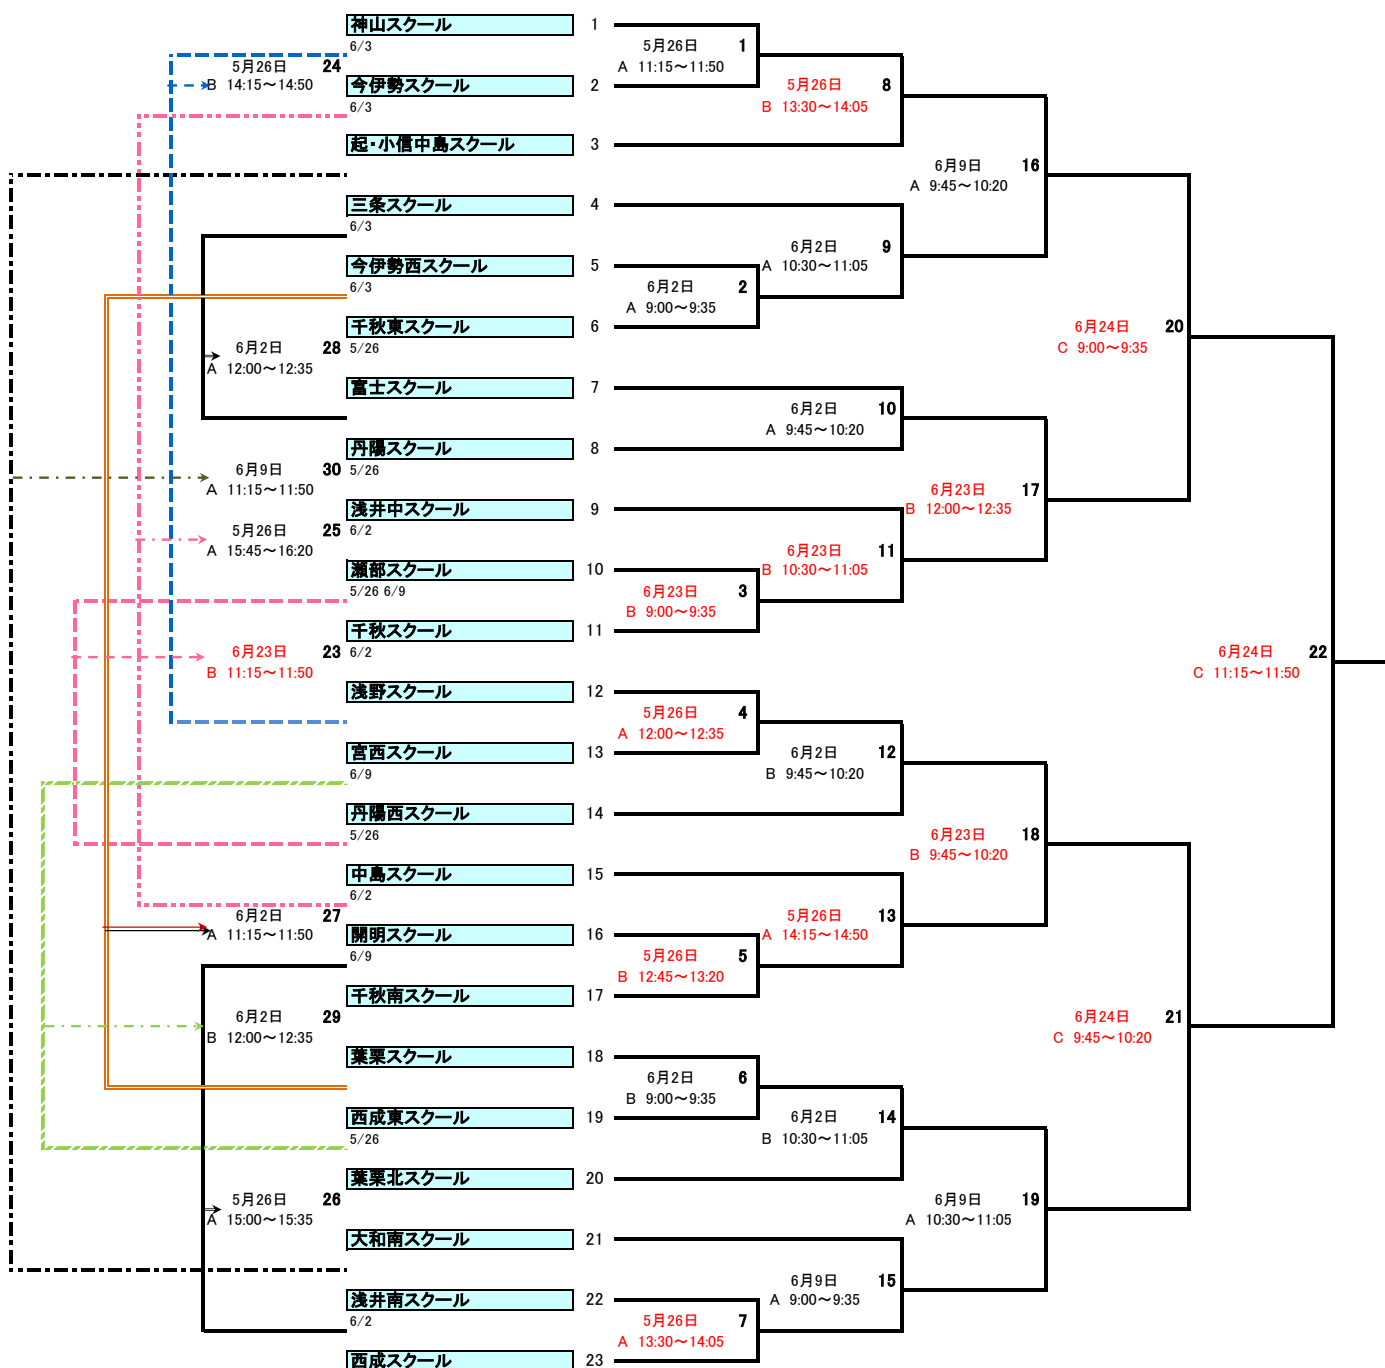 神山スクール 1
6/3
5月26日 1
A 11:15～11:50
5月26日 24
B 14:15～14:50
今伊勢スクール 2
6/3
5月26日 8
B 13:30～14:05
起・小信中島スクール 3
6月9日 16
A 9:45～10:20
三条スクール 4
6/3
6月2日 9
A 10:30～11:05
今伊勢西スクール 5
6/3
6月2日 2
A 9:00～9:35
千秋東スクール 6
5/26
6月24日 20
C 9:00～9:35
6月2日 28
A 12:00～12:35
富士スクール 7
6月2日 10
A 9:45～10:20
丹陽スクール 8
5/26
6月9日 30
A 11:15～11:50
6月23日 17
B 12:00～12:35
浅井中スクール 9
6/2
5月26日 25
A 15:45～16:20
6月23日 11
B 10:30～11:05
瀬部スクール 10
5/26 6/9
6月23日 3
B 9:00～9:35
千秋スクール 11
6/2
6月23日 23
B 11:15～11:50
6月24日 22
C 11:15～11:50
浅野スクール 12
5月26日 4
A 12:00～12:35
宮西スクール 13
6/9
6月2日 12
B 9:45～10:20
丹陽西スクール 14
5/26
6月23日 18
B 9:45～10:20
中島スクール 15
6/2
6月2日 27
A 11:15～11:50
5月26日 13
A 14:15～14:50
開明スクール 16
6/9
5月26日 5
B 12:45～13:20
千秋南スクール 17
6月2日 29
B 12:00～12:35
6月24日 21
C 9:45～10:20
葉栗スクール 18
6月2日 6
B 9:00～9:35
西成東スクール 19
5/26
6月2日 14
B 10:30～11:05
葉栗北スクール 20
5月26日 26
A 15:00～15:35
6月9日 19
A 10:30～11:05
大和南スクール 21
6月9日 15
A 9:00～9:35
浅井南スクール 22
6/2
5月26日 7
A 13:30～14:05
西成スクール 23